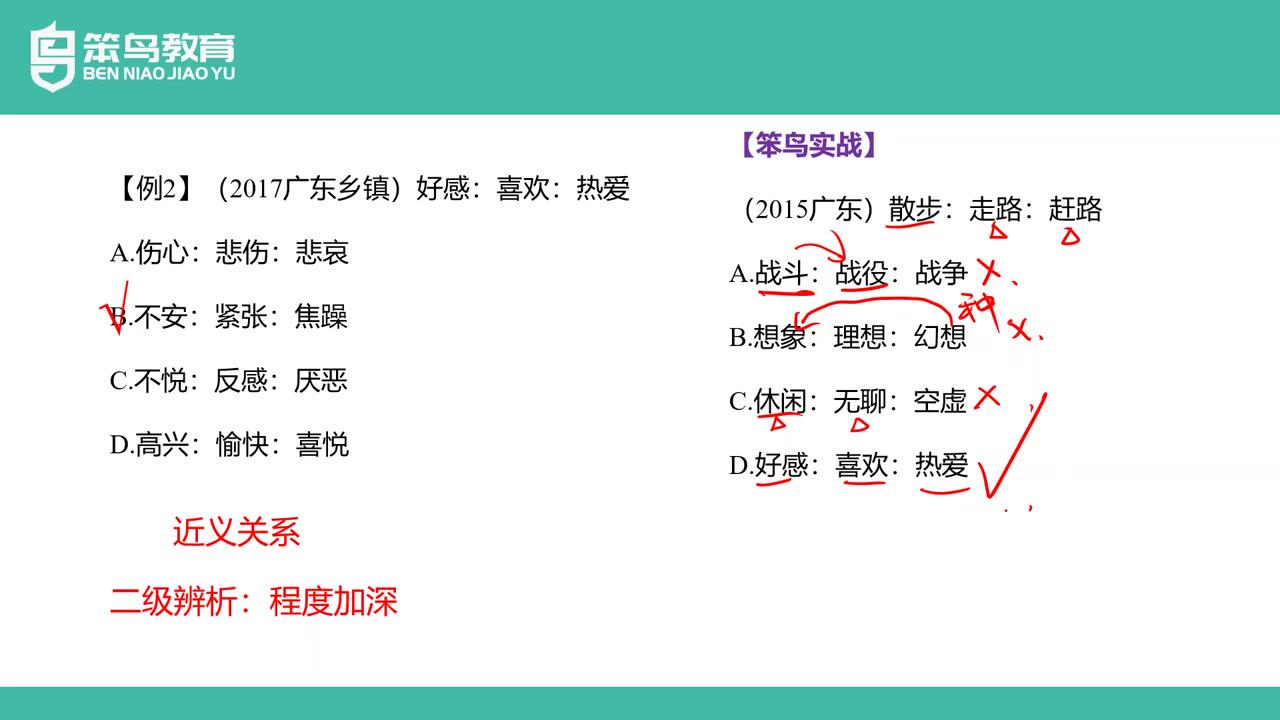 笨鸟教育
BEN NIAO JIAO YU
【例2】（2017广东乡镇）好感：喜欢：热爱
A.伤心：悲伤：悲哀
B.不安：紧张：焦躁
C.不悦：反感：厌恶
D.高兴：愉快：喜悦
近义关系
二级辨析：程度加深
【笨鸟实战】
（2015广东）散步：走路：赶路
A.战斗：战役：战争
种
B.想象：理想：幻想
C.休闲：无聊：空虚
D.好感：喜欢：热爱